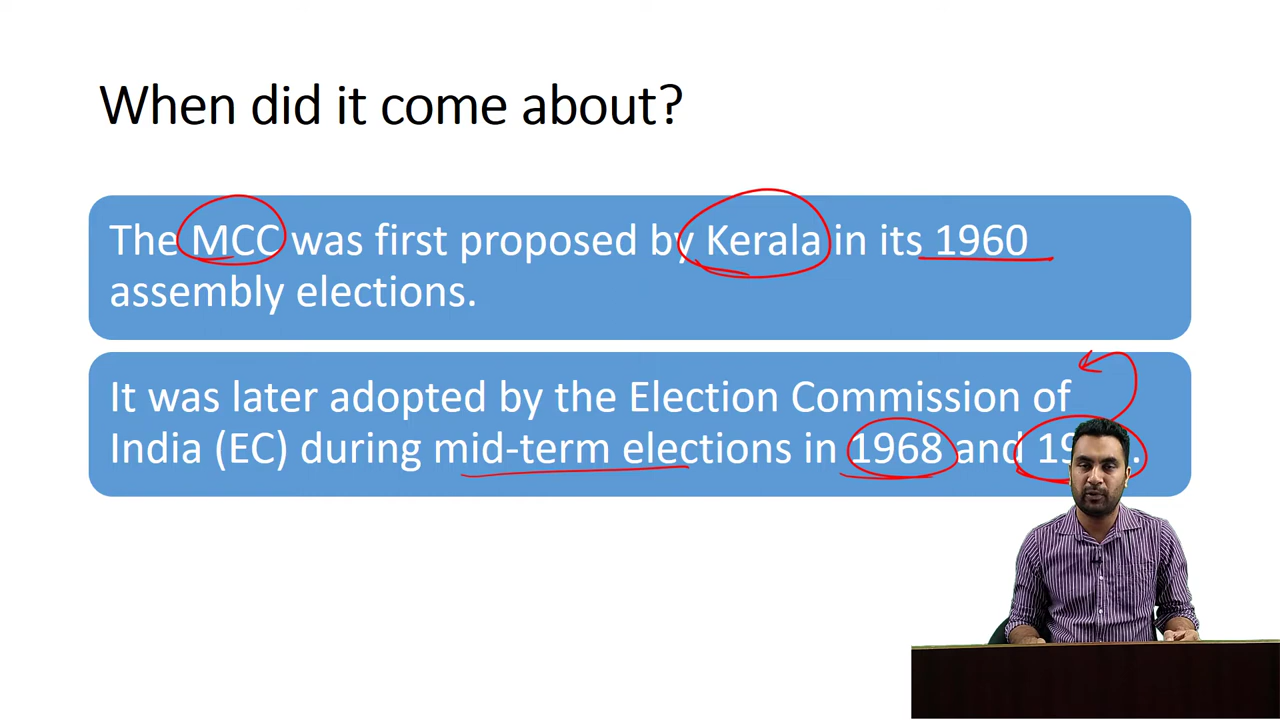 When did it come about?
The MCC was first proposed by Kerala in its 1960
assembly elections.
It was later adopted by the Election Commission of
India (EC) during mid-term elections in 1968 and